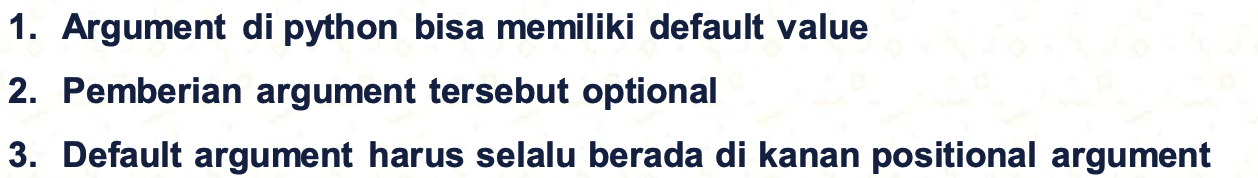 1. Argument di python bisa memiliki default value
2. Pemberian argument tersebut optional
3. Default argument harus selalu berada di kanan positional argument